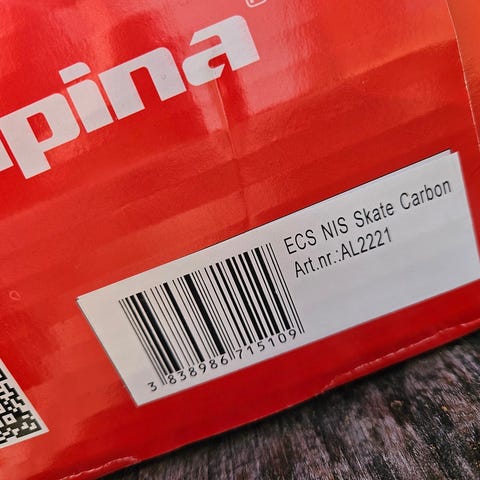 pina
ECS NIS Skate Carbon
Art.nr.:AL2221
3 838986 715109